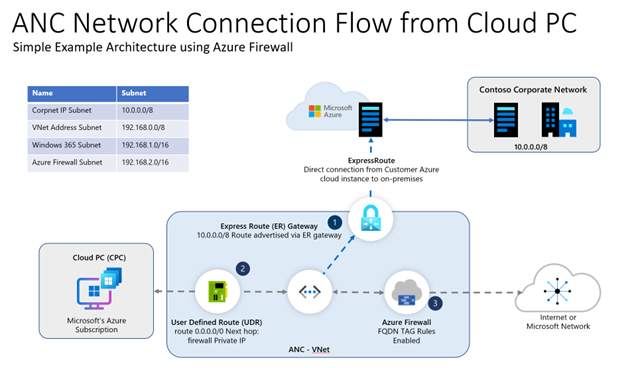 ANC Network Connection Flow from Cloud PC
Simple Example Architecture using Azure Firewall
Name Subnet
Corpnet IP Subnet 10.0.0.0/8
VNet Address Subnet 192.168.0.0/8
Windows 365 Subnet 192.168.1.0/16
Azure Firewall Subnet 192.168.2.0/16
Microsoft
Azure
Contoso Corporate Network
10.0.0.0/8
ExpressRoute
Direct connection from Customer Azure
cloud instance to on-premises
Express Route (ER) Gateway
10.0.0.0/8 Route advertised via ER gateway
1
Cloud PC (CPC)
Microsoft's Azure
Subscription
2
User Defined Route (UDR)
route 0.0.0.0/0 Next hop:
firewall Private IP
3
Azure Firewall
FQDN TAG Rules
Enabled
ANC - VNet
Internet or
Microsoft Network